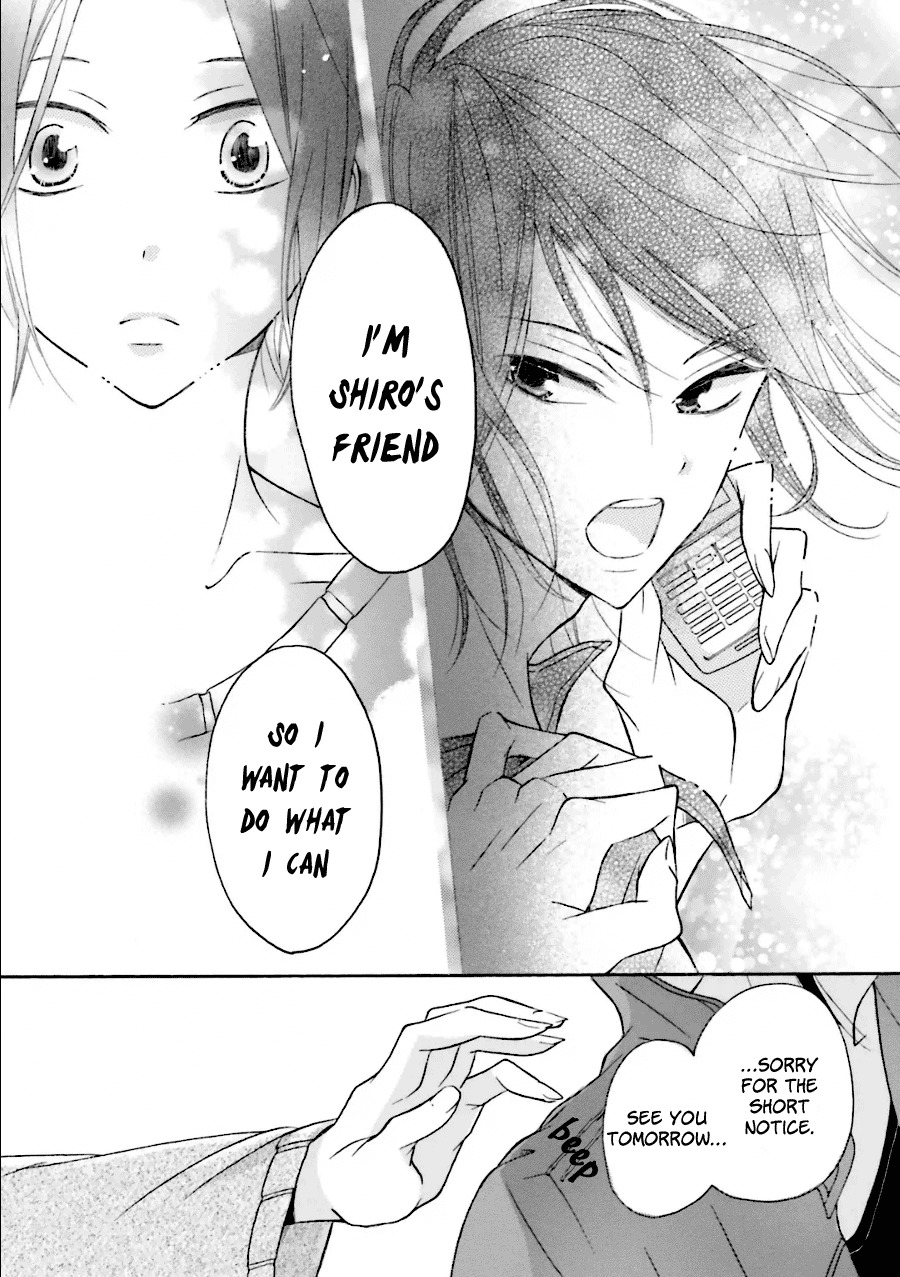 I'M
SHIRO'S
FRIEND
SO I
WANT TO
DO WHAT
I CAN
...SORRY
FOR THE
SHORT
NOTICE.
SEE YOU
TOMORROW...
beep